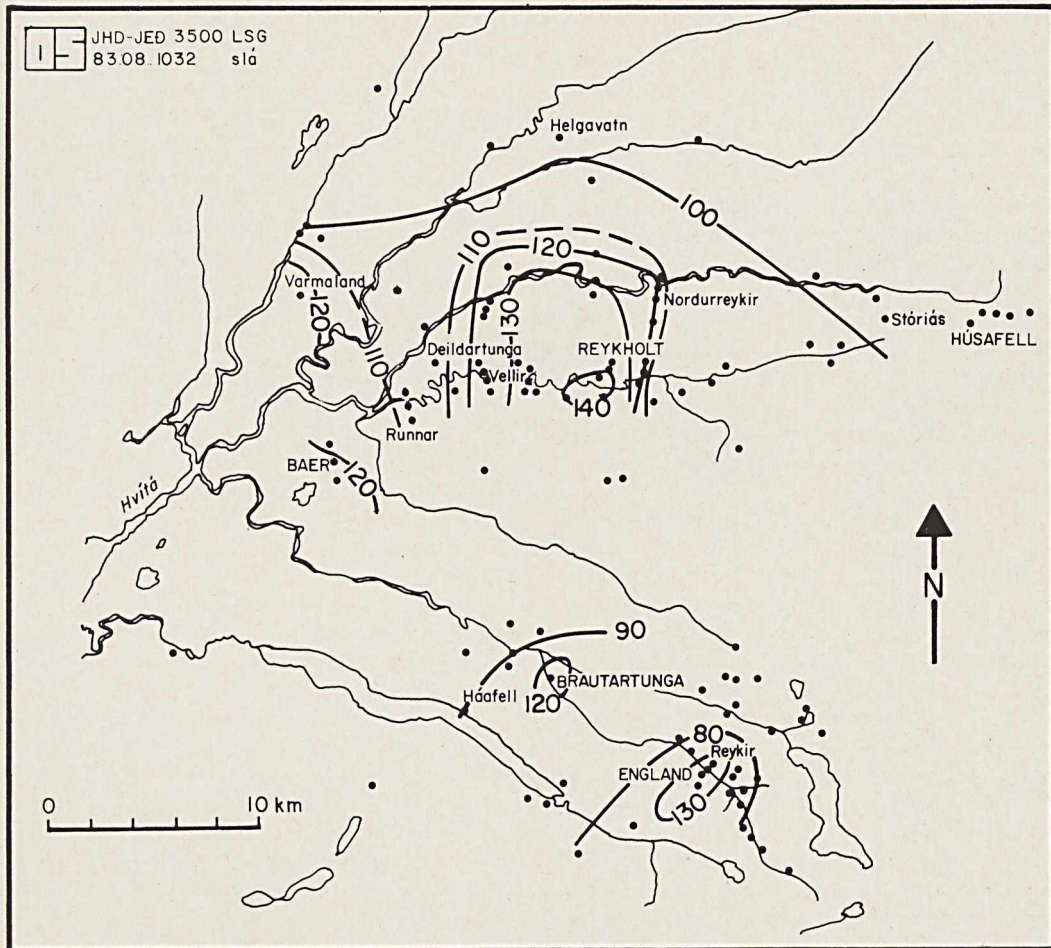 JHD-JED 3500 LSG
83.08.1032 slá
Helgavatn
100
110
120
Varmaland
120
Nordurreykir
130
Stóriás
HÚSAFELL
110
Deildartunga
REYKHOLT
Vellir
140
Runnar
BAER
120
Hvítá
N
90
BRAUTARTUNGA
Háafell
120
80
Reykir
ENGLAND
130
0 10 km